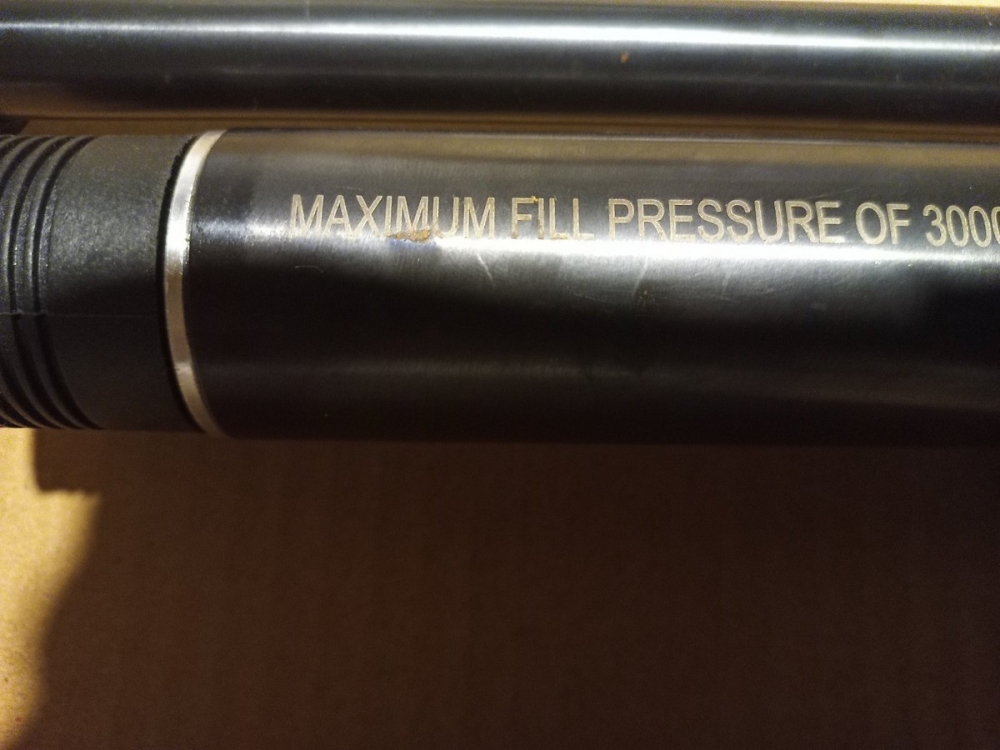 MAXIMUM FILL PRESSURE OF 3000